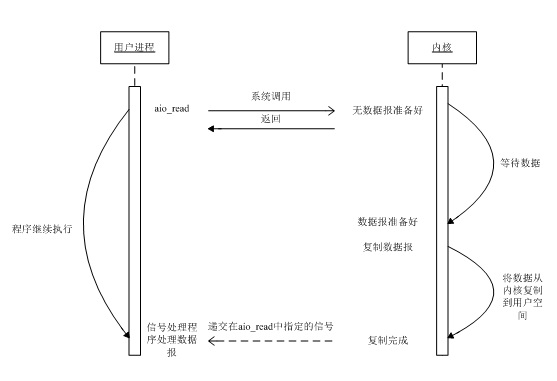 用户进程
内核
系统调用
aio_read
无数据报准备好
返回
等待数据
数据报准备好
程序继续执行
复制数据报
将数据从
内核复制
到用户空
间
信号处理程
序处理数据
报
递交在aio_read中指定的信号
复制完成